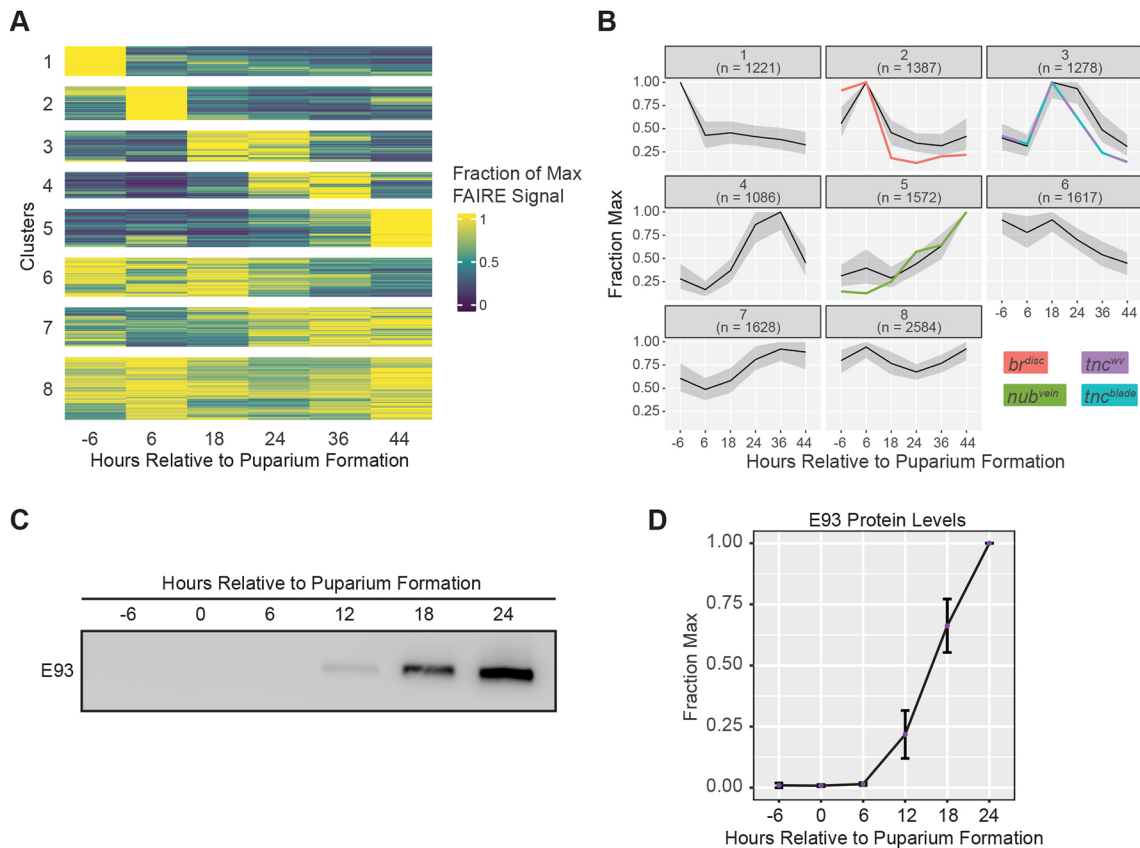 A
1
2
3
4
5
6
7
8
Clusters
-6 6 18 24 36 44
Hours Relative to Puparium Formation
Fraction of Max
FAIRE Signal
1
0.5
0
B
1
(n = 1221)
2
(n = 1387)
3
(n = 1278)
1.00
0.75
0.50
0.25
4
(n = 1086)
5
(n = 1572)
6
(n = 1617)
1.00
0.75
0.50
0.25
-6 6 18 24 36 44
7
(n = 1628)
8
(n = 2584)
1.00
0.75
0.50
0.25
-6 6 18 24 36 44 -6 6 18 24 36 44
Fraction Max
Hours Relative to Puparium Formation
br^disc tnc^wv
nub^vein tnc^blade
C
Hours Relative to Puparium Formation
-6 0 6 12 18 24
E93
D
E93 Protein Levels
1.00
0.75
0.50
0.25
0.00
Fraction Max
-6 0 6 12 18 24
Hours Relative to Puparium Formation